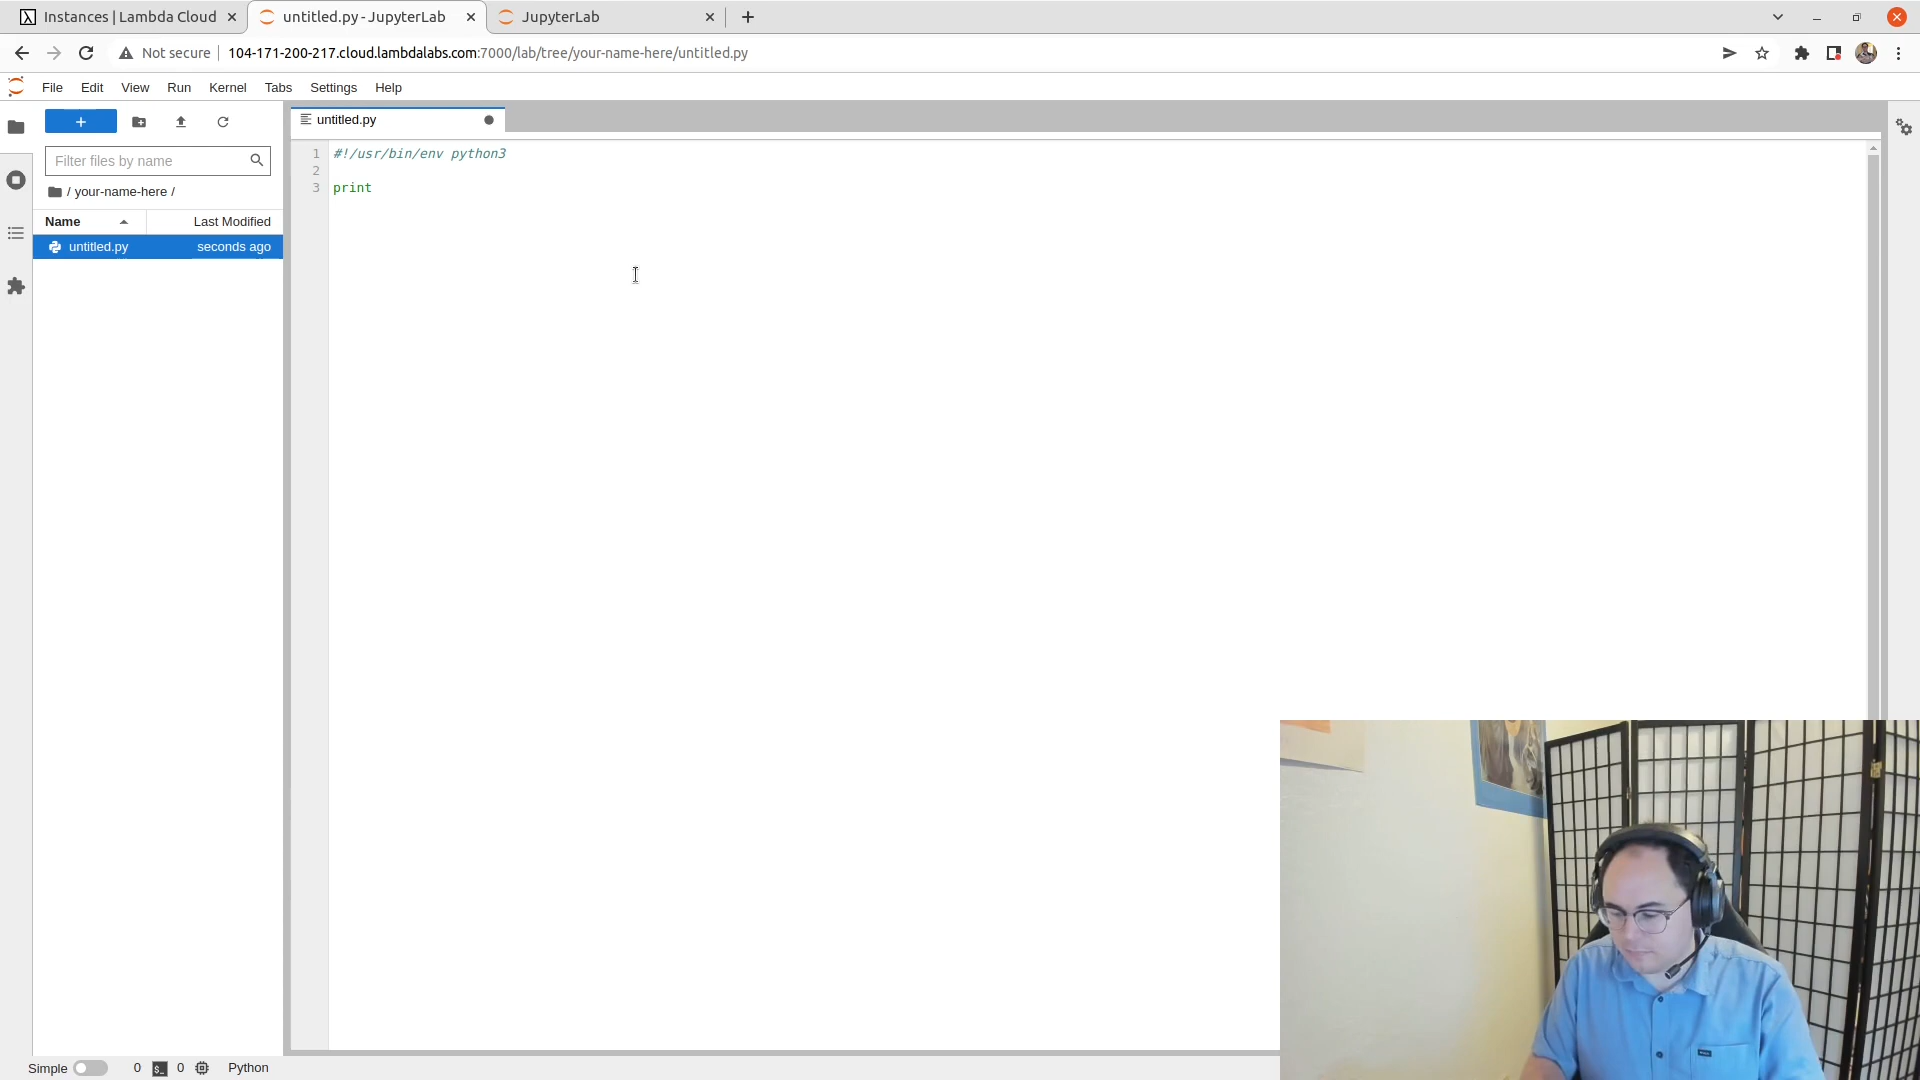 Instances | Lambda Cloud
untitled.py - JupyterLab
JupyterLab
Not secure
104-171-200-217.cloud.lambdalabs.com:7000/lab/tree/your-name-here/untitled.py
File Edit View Run Kernel Tabs Settings Help
untitled.py
Filter files by name
/ your-name-here /
Name Last Modified
untitled.py seconds ago
1 #!/usr/bin/env python3
2
3 print
Simple 0 $_ 0 Python